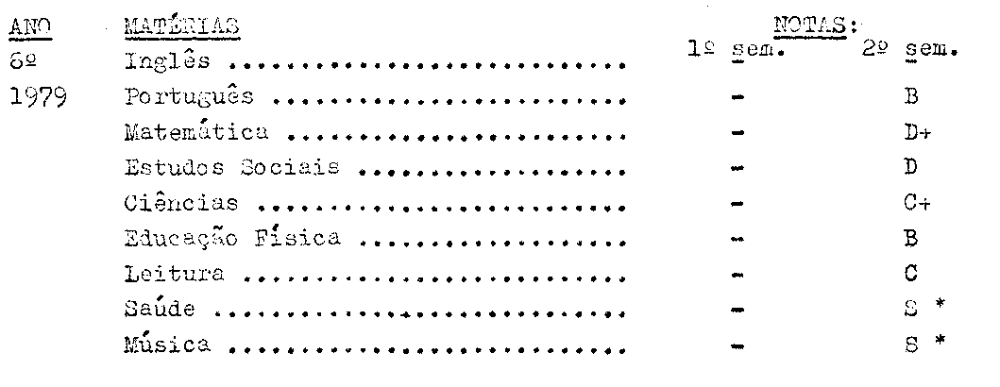 ANO MATÉRIAS NOTAS:
1º sem. 2º sem.
6º Inglês ...........................
1979 Português ........................ - B
Matemática ....................... - D+
Estudos Sociais .................. - D
Ciências ......................... - C+
Educação Física .................. - B
Leitura .......................... - C
Saúde ............................ - S *
Música ........................... - S *